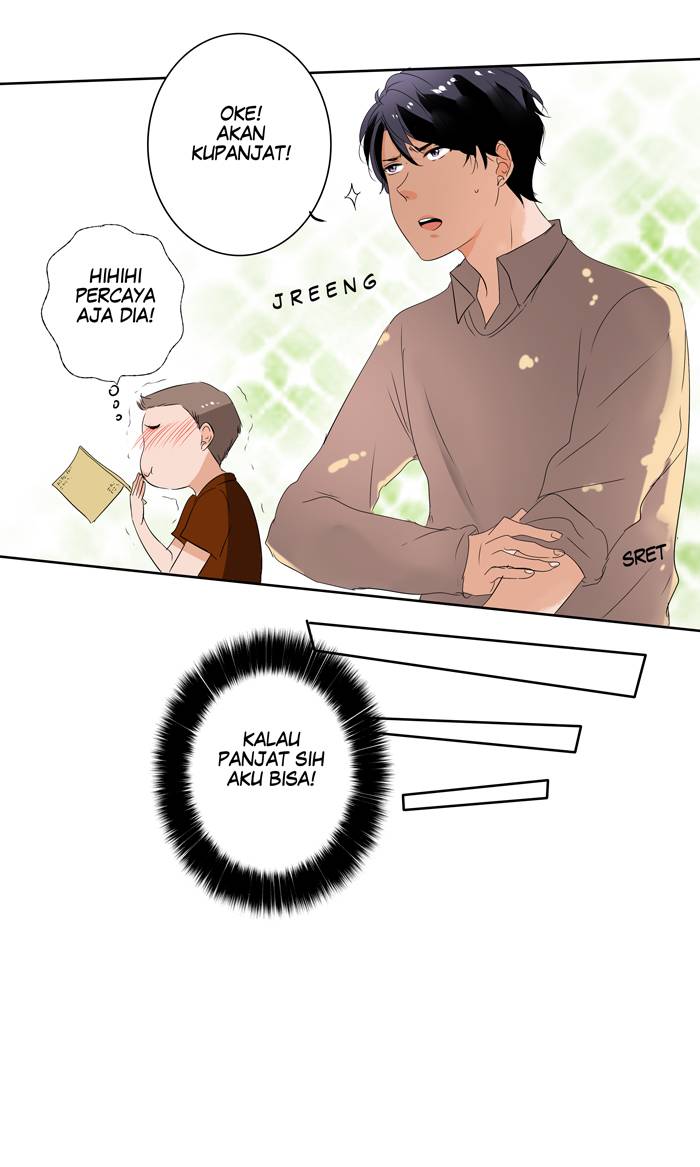 OKE!
AKAN
KUPANJAT!
JREENG
HIHIHI
PERCAYA
AJA DIA!
SRET
KALAU
PANJAT SIH
AKU BISA!